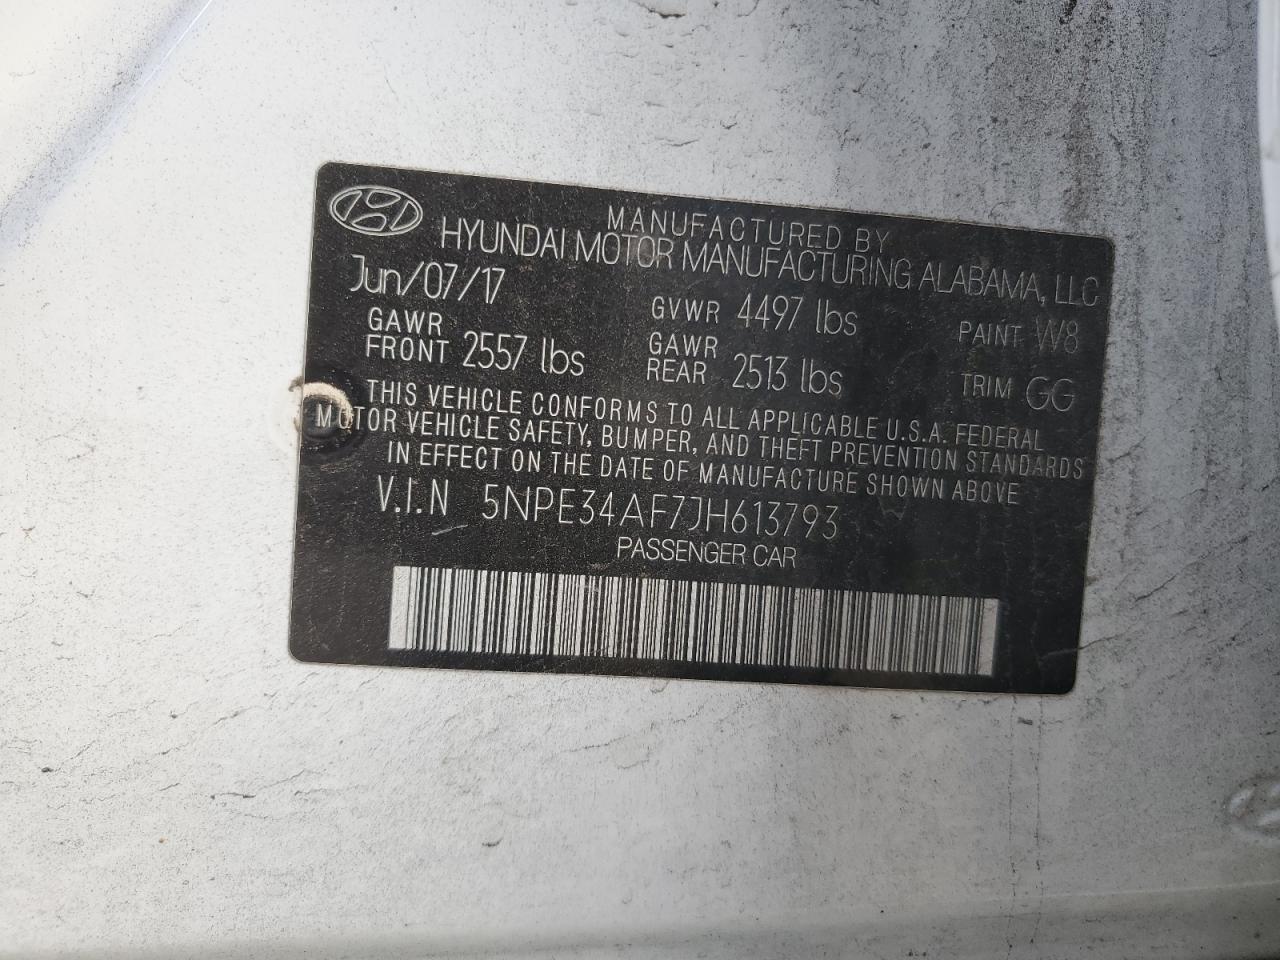 MANUFACTURED BY
HYUNDAI MOTOR MANUFACTURING ALABAMA, LLC
Jun/07/17
GAWR FRONT 2557 lbs
GVWR 4497 lbs
GAWR REAR 2513 lbs
PAINT W8
TRIM GG
THIS VEHICLE CONFORMS TO ALL APPLICABLE U.S.A. FEDERAL
MOTOR VEHICLE SAFETY, BUMPER, AND THEFT PREVENTION STANDARDS
IN EFFECT ON THE DATE OF MANUFACTURE SHOWN ABOVE
V.I.N 5NPE34AF7JH613793
PASSENGER CAR